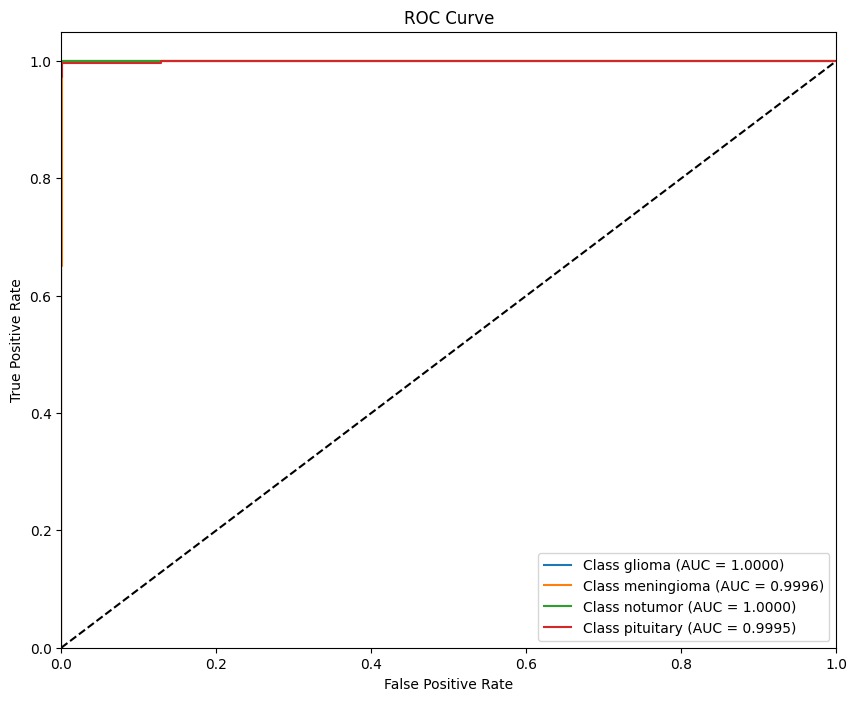 ROC Curve
True Positive Rate
1.0
0.8
0.6
0.4
0.2
0.0
0.0 0.2 0.4 0.6 0.8 1.0
False Positive Rate
Class glioma (AUC = 1.0000)
Class meningioma (AUC = 0.9996)
Class notumor (AUC = 1.0000)
Class pituitary (AUC = 0.9995)